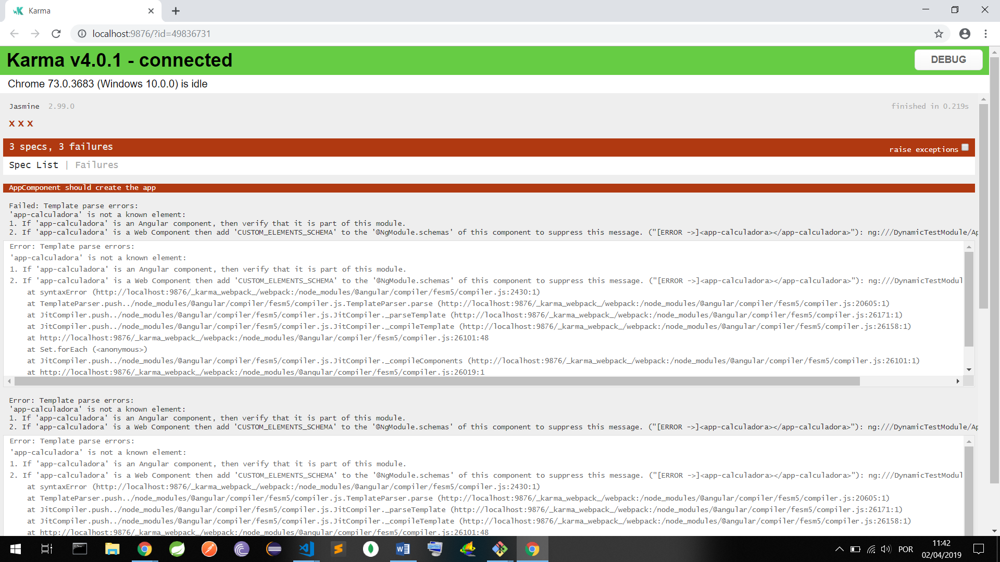 Karma
localhost:9876/?id=49836731
Karma v4.0.1 - connected
DEBUG
Chrome 73.0.3683 (Windows 10.0.0) is idle
Jasmine 2.99.0
finished in 0.219s
x x x
3 specs, 3 failures
raise exceptions
Spec List | Failures
AppComponent should create the app
Failed: Template parse errors:
'app-calculadora' is not a known element:
1. If 'app-calculadora' is an Angular component, then verify that it is part of this module.
2. If 'app-calculadora' is a Web Component then add 'CUSTOM_ELEMENTS_SCHEMA' to the '@NgModule.schemas' of this component to suppress this message. ("[ERROR ->]<app-calculadora></app-calculadora>"): ng:///DynamicTestModule/Ap
Error: Template parse errors:
'app-calculadora' is not a known element:
1. If 'app-calculadora' is an Angular component, then verify that it is part of this module.
2. If 'app-calculadora' is a Web Component then add 'CUSTOM_ELEMENTS_SCHEMA' to the '@NgModule.schemas' of this component to suppress this message. ("[ERROR ->]<app-calculadora></app-calculadora>"): ng:///DynamicTestModul
at syntaxError (http://localhost:9876/_karma_webpack_/webpack:/node_modules/@angular/compiler/fesm5/compiler.js:2430:1)
at TemplateParser.push../node_modules/@angular/compiler/fesm5/compiler.js.TemplateParser.parse (http://localhost:9876/_karma_webpack_/webpack:/node_modules/@angular/compiler/fesm5/compiler.js:20605:1)
at JitCompiler.push../node_modules/@angular/compiler/fesm5/compiler.js.JitCompiler._parseTemplate (http://localhost:9876/_karma_webpack_/webpack:/node_modules/@angular/compiler/fesm5/compiler.js:26171:1)
at JitCompiler.push../node_modules/@angular/compiler/fesm5/compiler.js.JitCompiler._compileTemplate (http://localhost:9876/_karma_webpack_/webpack:/node_modules/@angular/compiler/fesm5/compiler.js:26158:1)
at http://localhost:9876/_karma_webpack_/webpack:/node_modules/@angular/compiler/fesm5/compiler.js:26101:48
at Set.forEach (<anonymous>)
at JitCompiler.push../node_modules/@angular/compiler/fesm5/compiler.js.JitCompiler._compileComponents (http://localhost:9876/_karma_webpack_/webpack:/node_modules/@angular/compiler/fesm5/compiler.js:26101:1)
at http://localhost:9876/_karma_webpack_/webpack:/node_modules/@angular/compiler/fesm5/compiler.js:26019:1
Error: Template parse errors:
'app-calculadora' is not a known element:
1. If 'app-calculadora' is an Angular component, then verify that it is part of this module.
2. If 'app-calculadora' is a Web Component then add 'CUSTOM_ELEMENTS_SCHEMA' to the '@NgModule.schemas' of this component to suppress this message. ("[ERROR ->]<app-calculadora></app-calculadora>"): ng:///DynamicTestModule/Ap
Error: Template parse errors:
'app-calculadora' is not a known element:
1. If 'app-calculadora' is an Angular component, then verify that it is part of this module.
2. If 'app-calculadora' is a Web Component then add 'CUSTOM_ELEMENTS_SCHEMA' to the '@NgModule.schemas' of this component to suppress this message. ("[ERROR ->]<app-calculadora></app-calculadora>"): ng:///DynamicTestModul
at syntaxError (http://localhost:9876/_karma_webpack_/webpack:/node_modules/@angular/compiler/fesm5/compiler.js:2430:1)
at TemplateParser.push../node_modules/@angular/compiler/fesm5/compiler.js.TemplateParser.parse (http://localhost:9876/_karma_webpack_/webpack:/node_modules/@angular/compiler/fesm5/compiler.js:20605:1)
at JitCompiler.push../node_modules/@angular/compiler/fesm5/compiler.js.JitCompiler._parseTemplate (http://localhost:9876/_karma_webpack_/webpack:/node_modules/@angular/compiler/fesm5/compiler.js:26171:1)
at JitCompiler.push../node_modules/@angular/compiler/fesm5/compiler.js.JitCompiler._compileTemplate (http://localhost:9876/_karma_webpack_/webpack:/node_modules/@angular/compiler/fesm5/compiler.js:26158:1)
at http://localhost:9876/_karma_webpack_/webpack:/node_modules/@angular/compiler/fesm5/compiler.js:26101:48
POR
11:42
02/04/2019